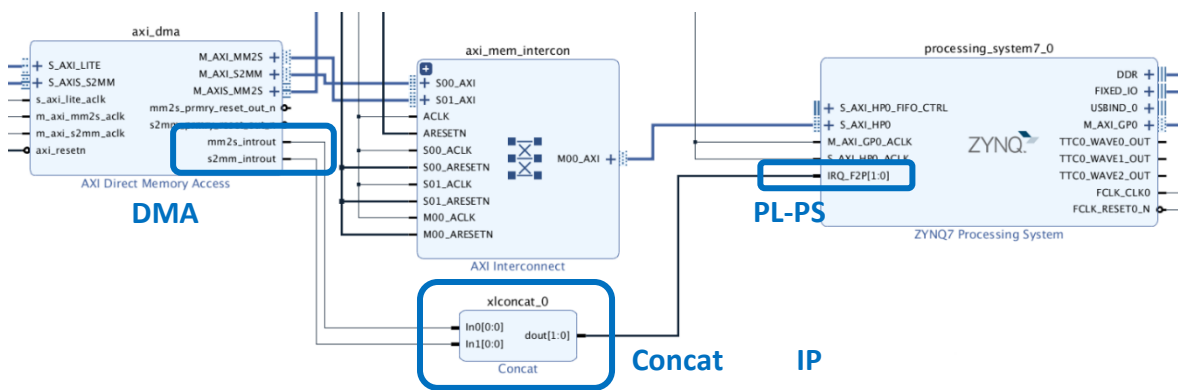 axi_dma
S_AXI_LITE
S_AXIS_S2MM
s_axi_lite_aclk
m_axi_mm2s_aclk
m_axi_s2mm_aclk
axi_resetn
M_AXI_MM2S
M_AXI_S2MM
M_AXIS_MM2S
mm2s_prmry_reset_out_n
mm2s_introut
s2mm_introut
AXI Direct Memory Access
DMA
axi_mem_intercon
S00_AXI
S01_AXI
ACLK
ARESETN
S00_ACLK
S00_ARESETN
S01_ACLK
S01_ARESETN
M00_ACLK
M00_ARESETN
M00_AXI
AXI Interconnect
processing_system7_0
S_AXI_HP0_FIFO_CTRL
S_AXI_HP0
M_AXI_GP0_ACLK
S_AXI_HP0_ACLK
IRQ_F2P[1:0]
ZYNQ
DDR
FIXED_IO
USBIND_0
M_AXI_GP0
TTC0_WAVE0_OUT
TTC0_WAVE1_OUT
TTC0_WAVE2_OUT
FCLK_CLK0
FCLK_RESET0_N
ZYNQ7 Processing System
PL-PS
xlconcat_0
In0[0:0]
In1[0:0]
dout[1:0]
Concat
Concat IP